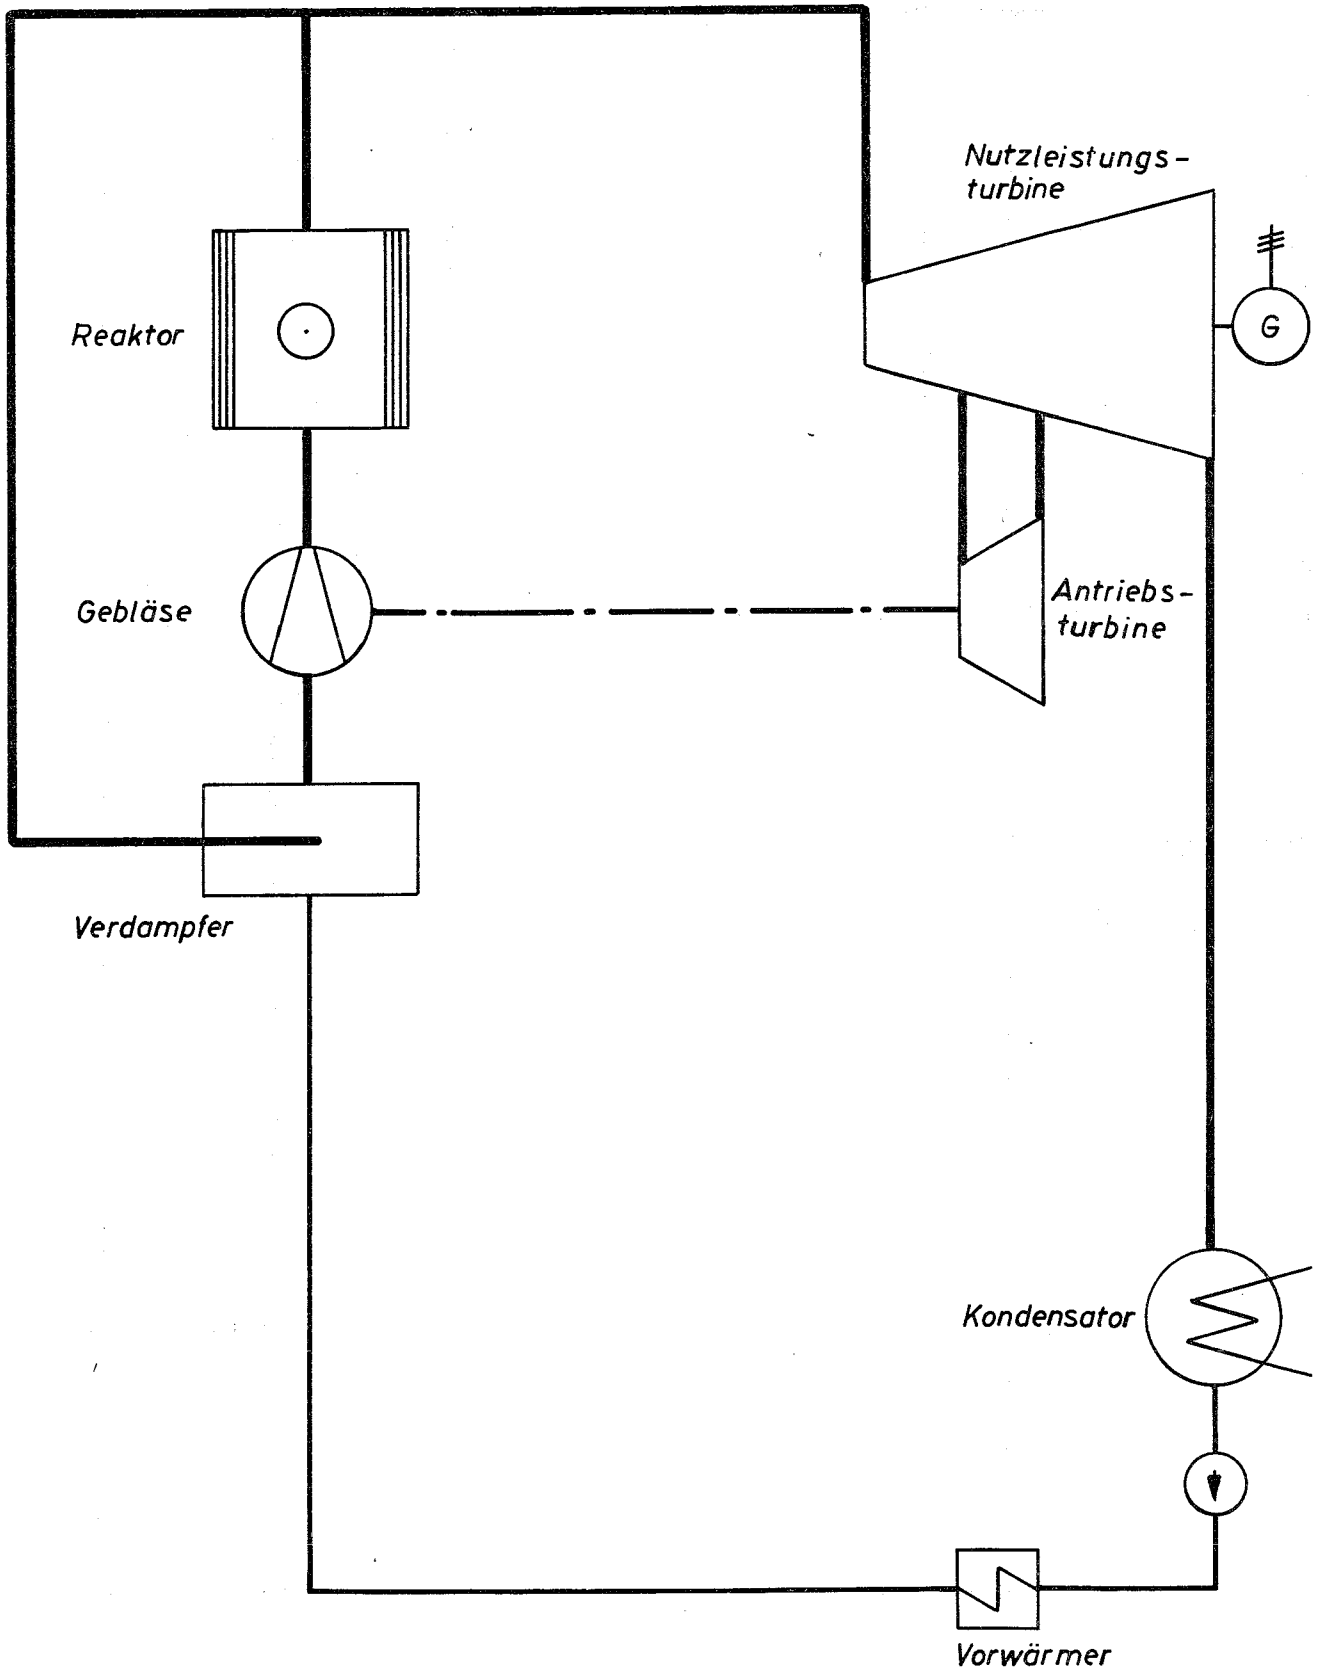 Nutzleistungs-
turbine
G
Reaktor
Gebläse
Antriebs-
turbine
Verdampfer
Kondensator
Vorwärmer